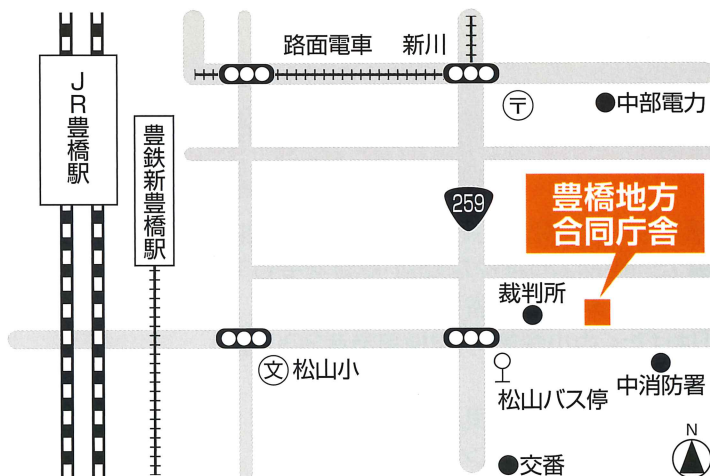 路面電車
新川
JR豊橋駅
豊鉄新豊橋駅
〒
中部電力
259
豊橋地方
合同庁舎
裁判所
文
松山小
松山バス停
中消防署
交番
N